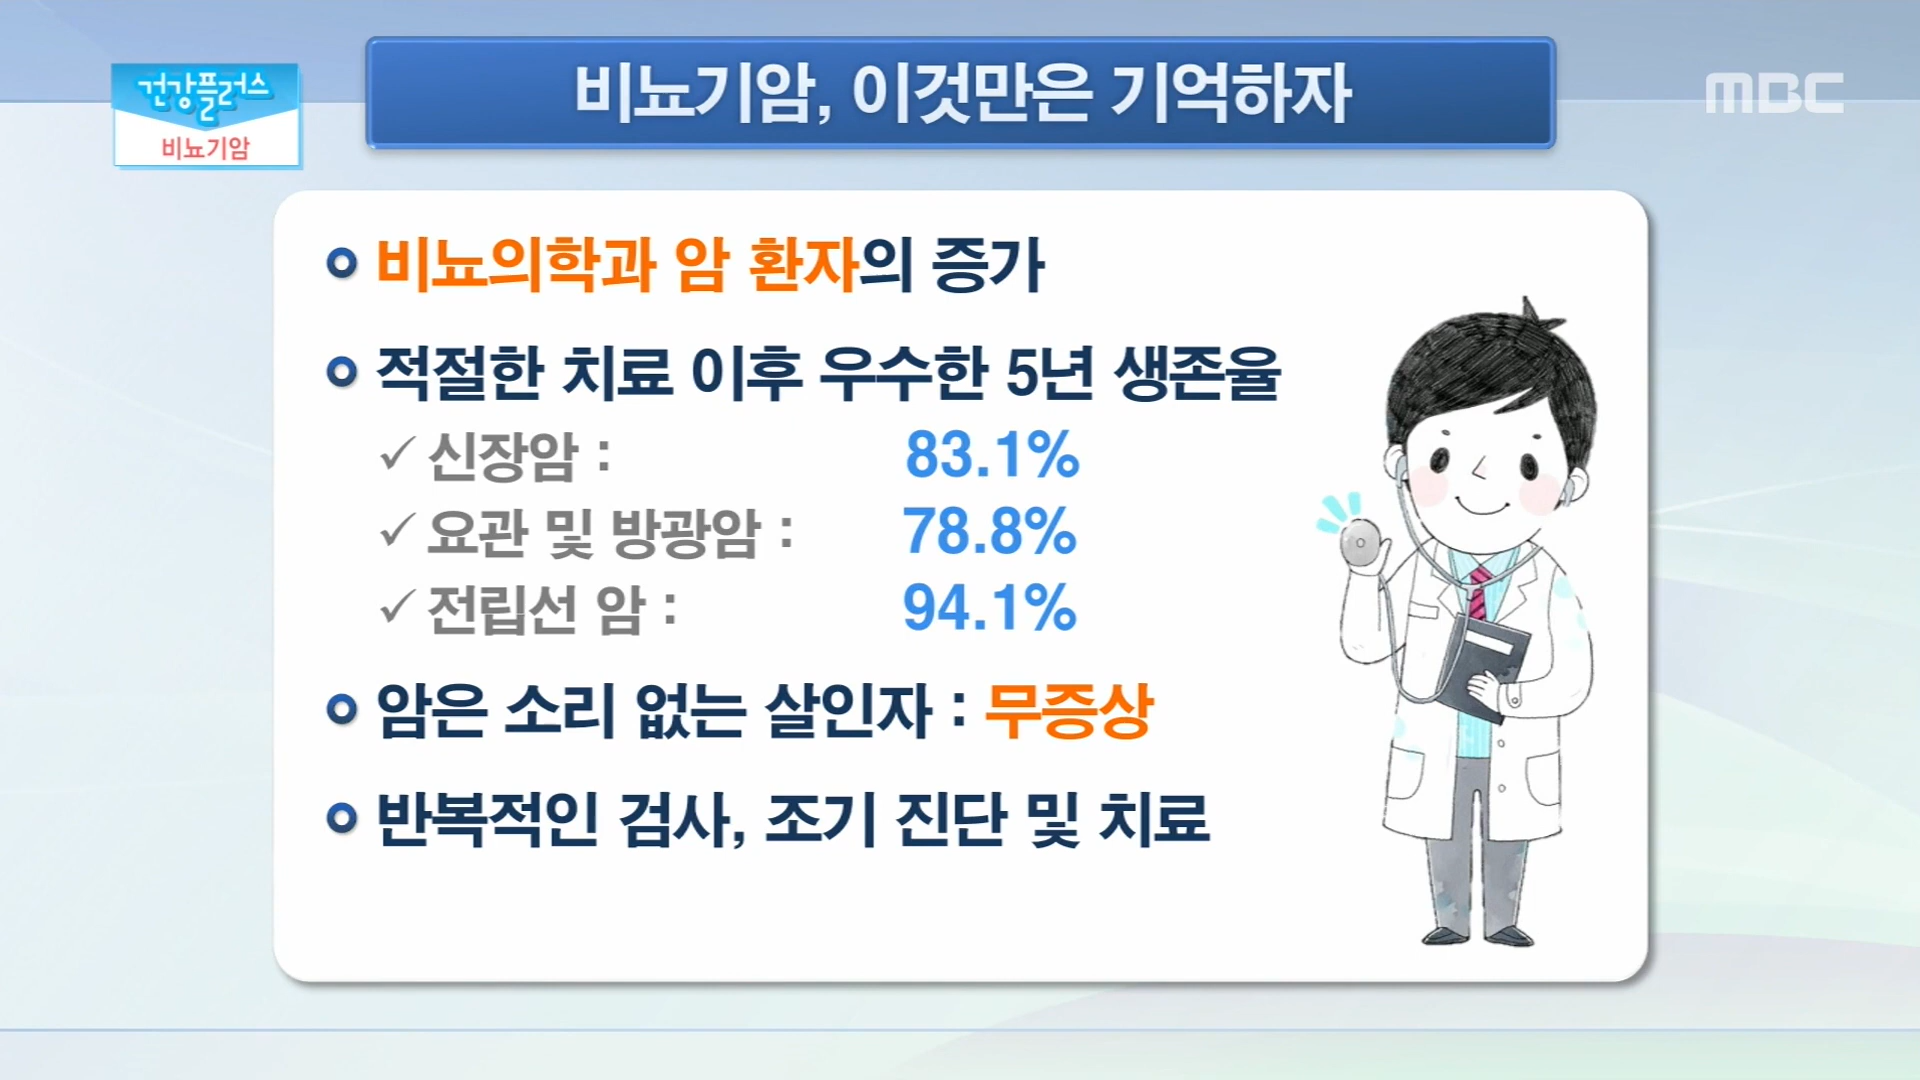 건강플러스
비뇨기암
비뇨기암, 이것만은 기억하자
MBC
비뇨의학과 암 환자의 증가
적절한 치료 이후 우수한 5년 생존율
✓ 신장암 : 83.1%
✓ 요관 및 방광암 : 78.8%
✓ 전립선 암 : 94.1%
암은 소리 없는 살인자 : 무증상
반복적인 검사, 조기 진단 및 치료